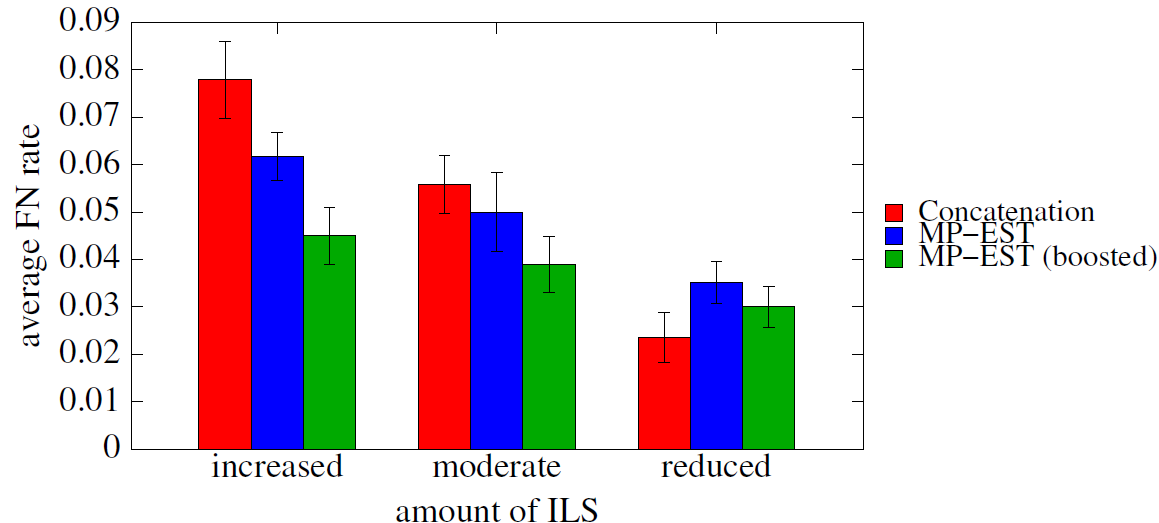 0.09
0.08
0.07
0.06
0.05
0.04
0.03
0.02
0.01
0
average FN rate
increased moderate reduced
amount of ILS
Concatenation
MP−EST
MP−EST (boosted)